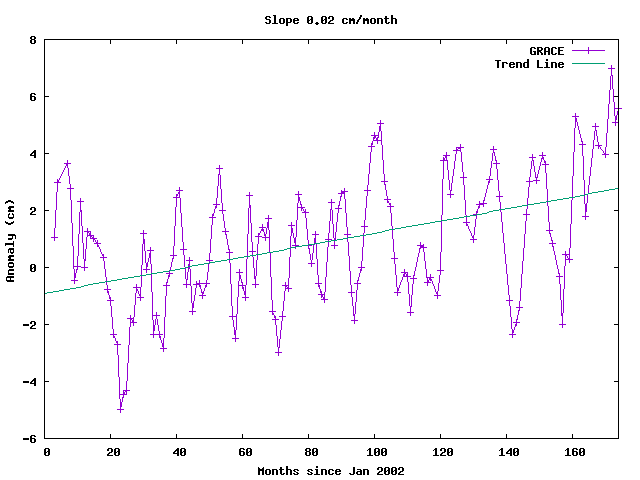 Slope 0.02 cm/month
GRACE
Trend Line
8
6
4
2
0
-2
-4
-6
Anomaly (cm)
0 20 40 60 80 100 120 140 160
Months since Jan 2002